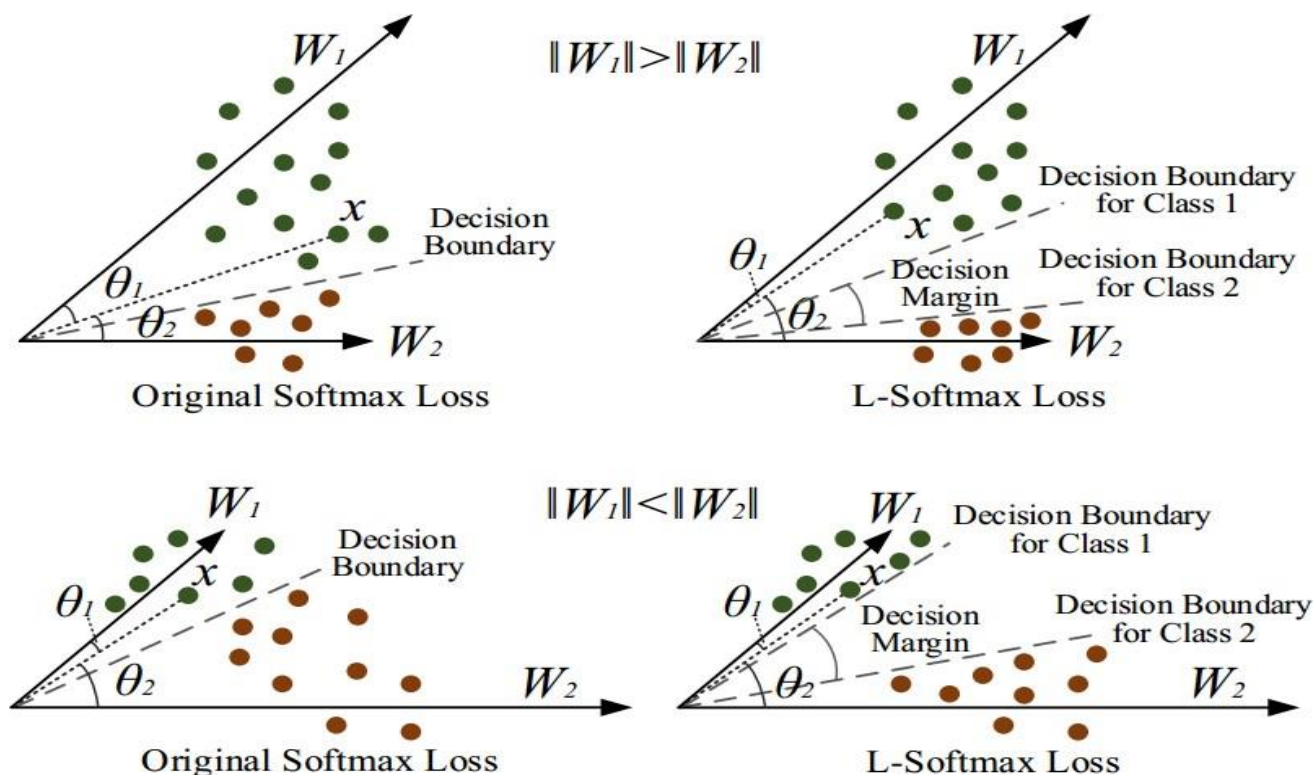 W₁
‖W₁‖>‖W₂‖
W₁
x
Decision
Boundary
θ₁
θ₂
W₂
Original Softmax Loss
Decision Boundary
for Class 1
x
θ₁
Decision
Margin
Decision Boundary
for Class 2
θ₂
W₂
L-Softmax Loss
W₁
‖W₁‖<‖W₂‖
W₁
Decision
Boundary
x
θ₁
θ₂
W₂
Original Softmax Loss
Decision Boundary
for Class 1
x
θ₁
Decision
Margin
Decision Boundary
for Class 2
θ₂
W₂
L-Softmax Loss